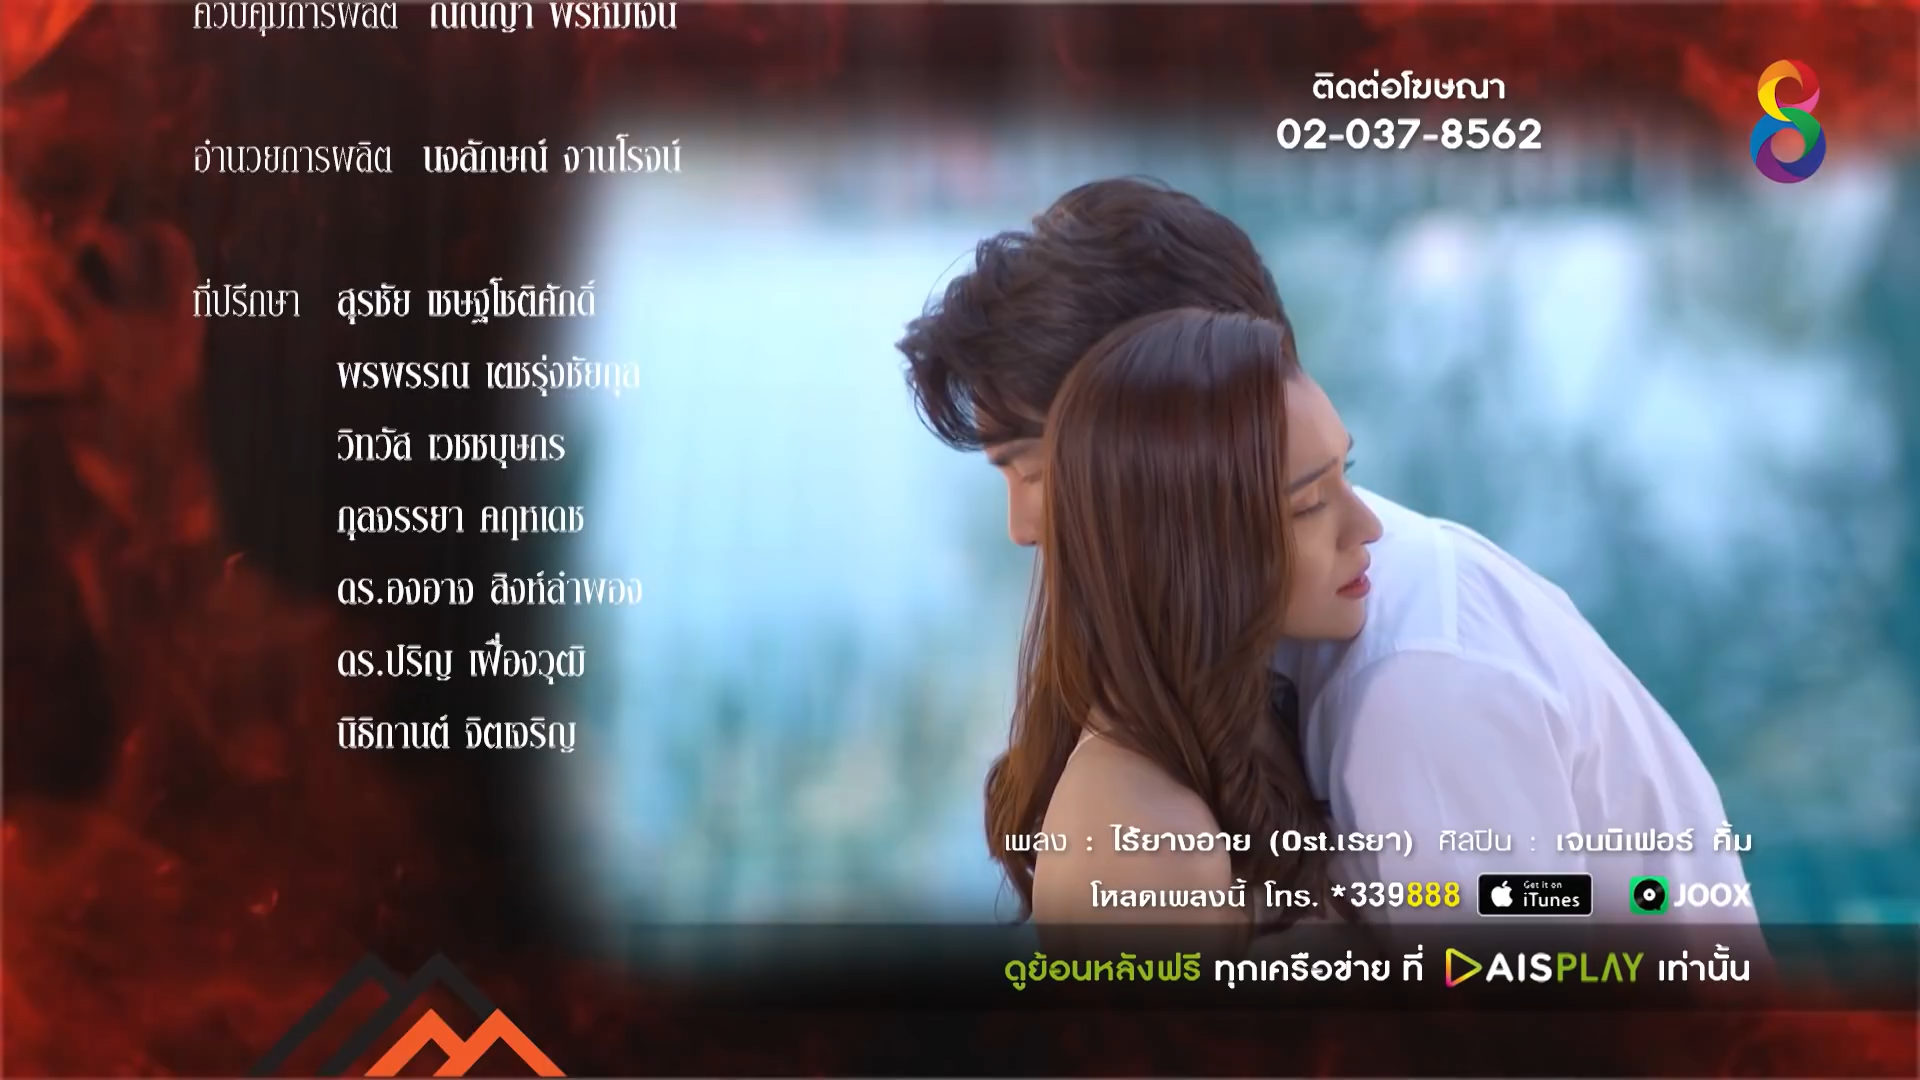 ควบคุมการผลิต ณัณญา พรหมเจน
ติดต่อโฆษณา
02-037-8562
อำนวยการผลิต นงลักษณ์ งานโรจน์
ที่ปรึกษา สุรชัย เชษฐโชติศักดิ์
พรพรรณ เตชรุ่งชัยกุล
วิทวัส เวชชบุษกร
กุลจรรยา คฤหเดช
ดร.องอาจ สิงห์ลำพอง
ดร.ปริญ เฟื่องวุฒิ
นิธิกานต์ จิตเจริญ
เพลง : ไร้ยางอาย (Ost.เรยา) ศิลปิน : เจนนิเฟอร์ คิ้ม
โหลดเพลงนี้ โทร. *339888 Get it on iTunes JOOX
ดูย้อนหลังฟรี ทุกเครือข่าย ที่ AISPLAY เท่านั้น